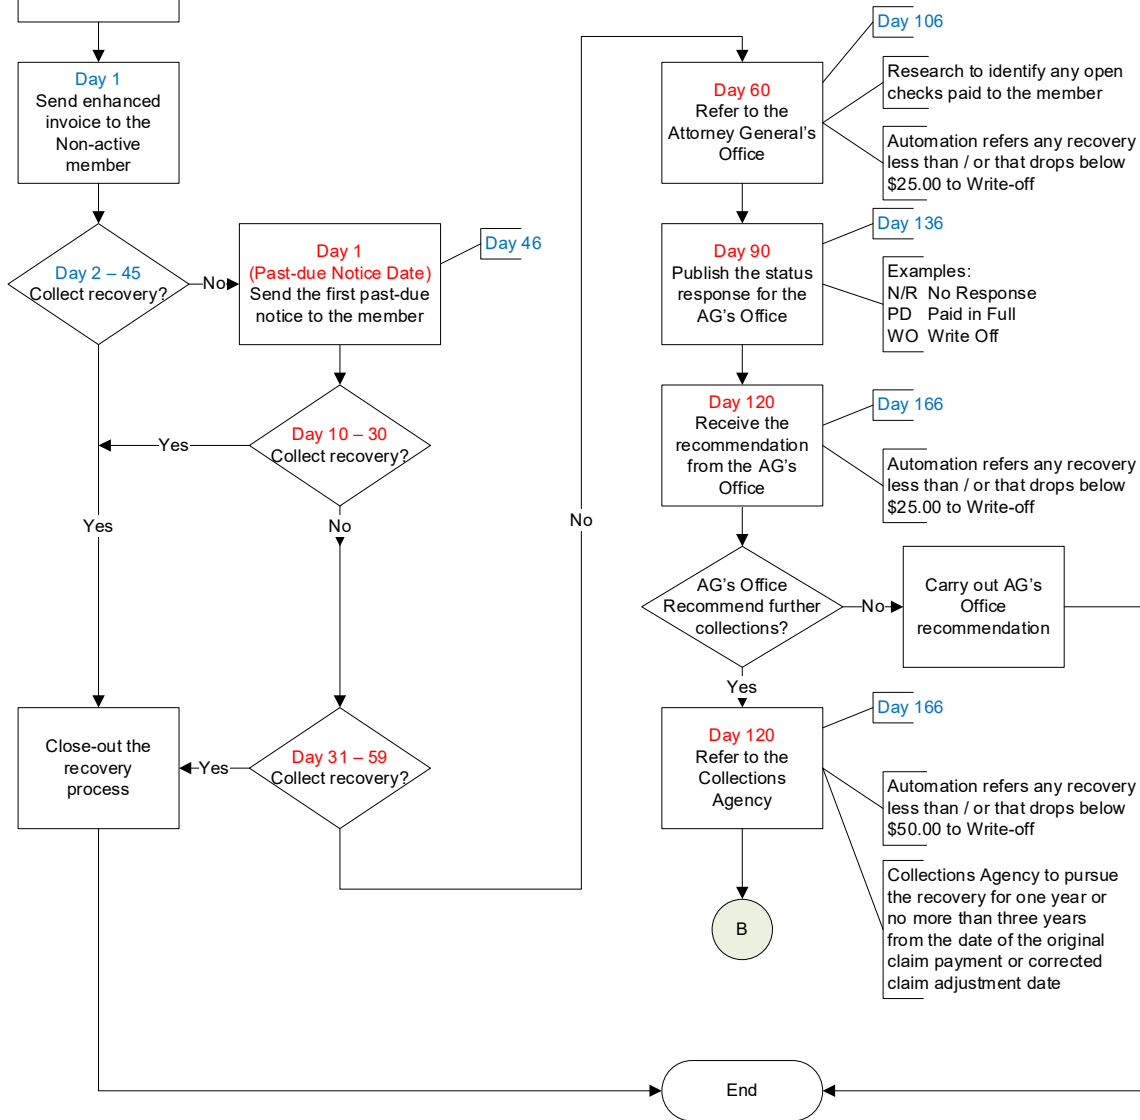 Day 1
Send enhanced
invoice to the
Non-active
member
Day 2 – 45
Collect recovery?
No
Day 1
(Past-due Notice Date)
Send the first past-due
notice to the member
Day 46
Day 10 – 30
Collect recovery?
Yes
No
Yes
Day 31 – 59
Collect recovery?
Yes
Close-out the
recovery
process
No
Day 60
Refer to the
Attorney General's
Office
Day 106
Research to identify any open
checks paid to the member
Automation refers any recovery
less than / or that drops below
$25.00 to Write-off
Day 90
Publish the status
response for the
AG's Office
Day 136
Examples:
N/R No Response
PD Paid in Full
WO Write Off
Day 120
Receive the
recommendation
from the AG's
Office
Day 166
Automation refers any recovery
less than / or that drops below
$25.00 to Write-off
AG's Office
Recommend further
collections?
No
Carry out AG's
Office
recommendation
Yes
Day 120
Refer to the
Collections
Agency
Day 166
Automation refers any recovery
less than / or that drops below
$50.00 to Write-off
Collections Agency to pursue
the recovery for one year or
no more than three years
from the date of the original
claim payment or corrected
claim adjustment date
B
End